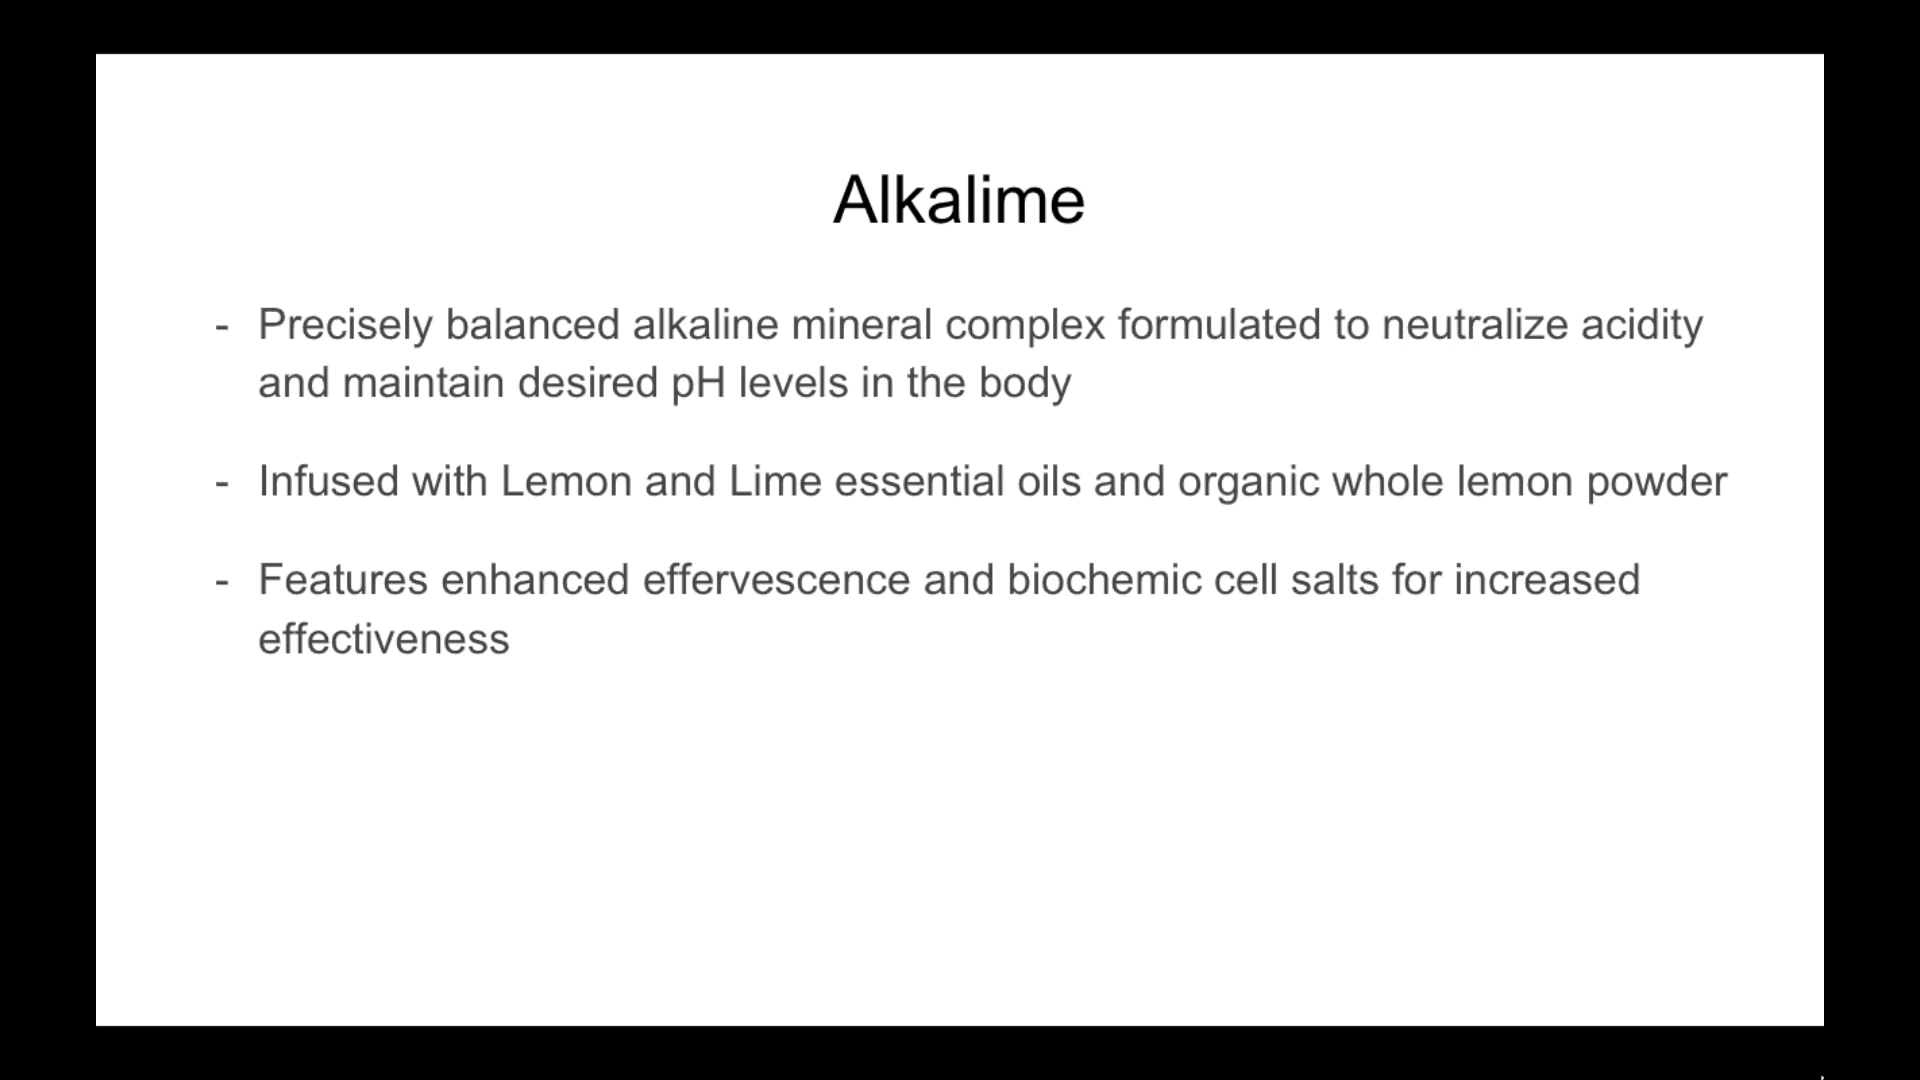 Alkalime
- Precisely balanced alkaline mineral complex formulated to neutralize acidity
and maintain desired pH levels in the body
- Infused with Lemon and Lime essential oils and organic whole lemon powder
- Features enhanced effervescence and biochemic cell salts for increased
effectiveness